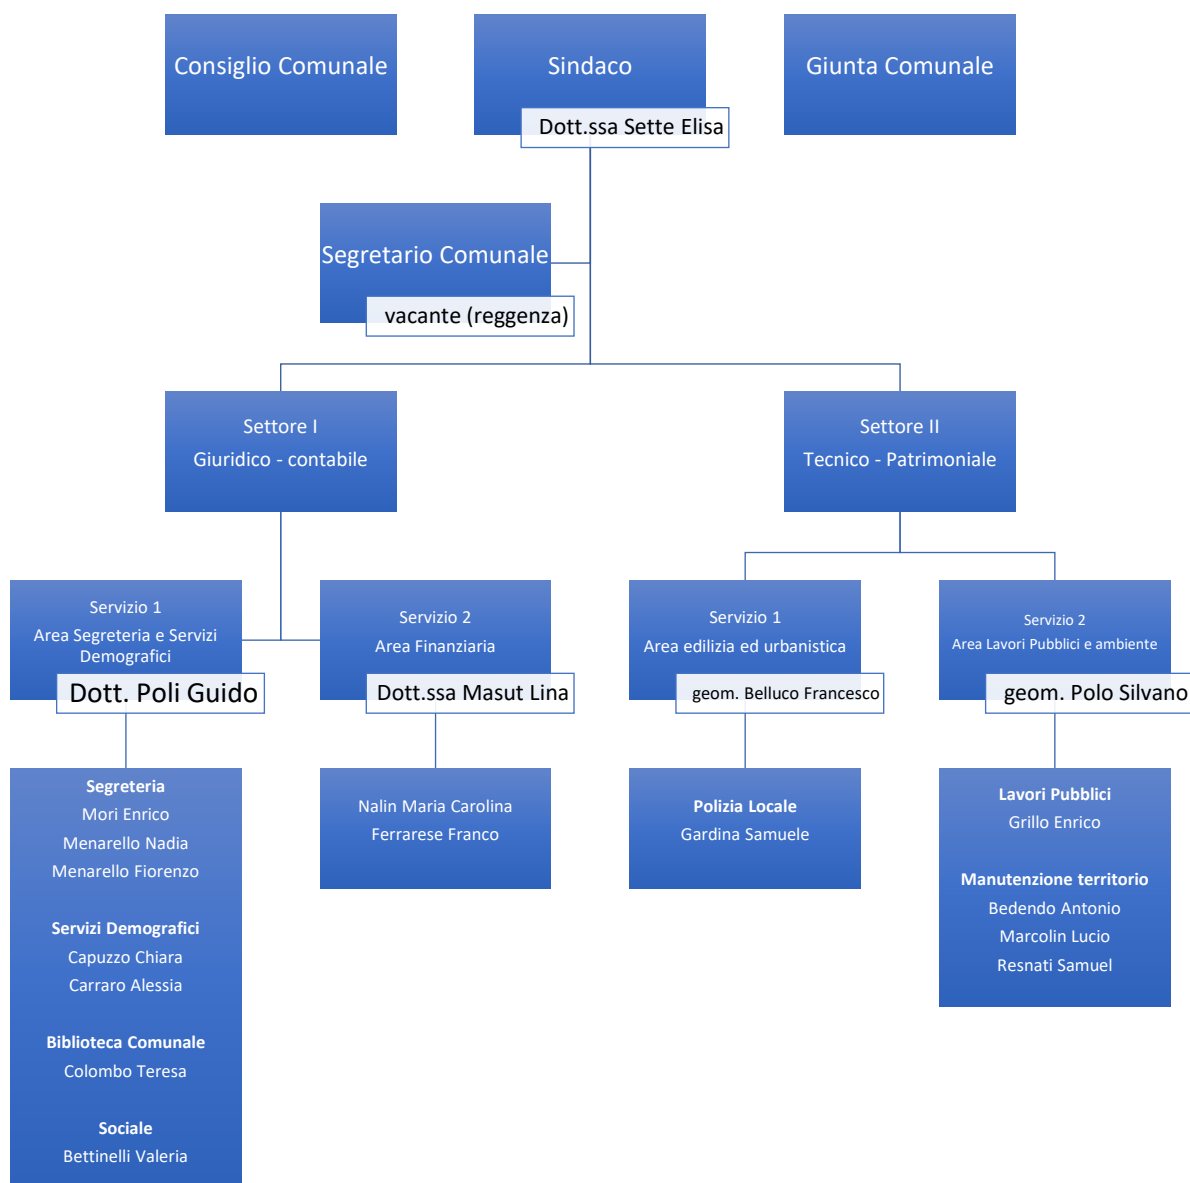 Consiglio Comunale
Sindaco
Dott.ssa Sette Elisa
Giunta Comunale
Segretario Comunale
vacante (reggenza)
Settore I
Giuridico - contabile
Settore II
Tecnico - Patrimoniale
Servizio 1
Area Segreteria e Servizi
Demografici
Dott. Poli Guido
Servizio 2
Area Finanziaria
Dott.ssa Masut Lina
Servizio 1
Area edilizia ed urbanistica
geom. Belluco Francesco
Servizio 2
Area Lavori Pubblici e ambiente
geom. Polo Silvano
Segreteria
Mori Enrico
Menarello Nadia
Menarello Fiorenzo
Servizi Demografici
Capuzzo Chiara
Carraro Alessia
Biblioteca Comunale
Colombo Teresa
Sociale
Bettinelli Valeria
Nalin Maria Carolina
Ferrarese Franco
Polizia Locale
Gardina Samuele
Lavori Pubblici
Grillo Enrico
Manutenzione territorio
Bedendo Antonio
Marcolin Lucio
Resnati Samuel